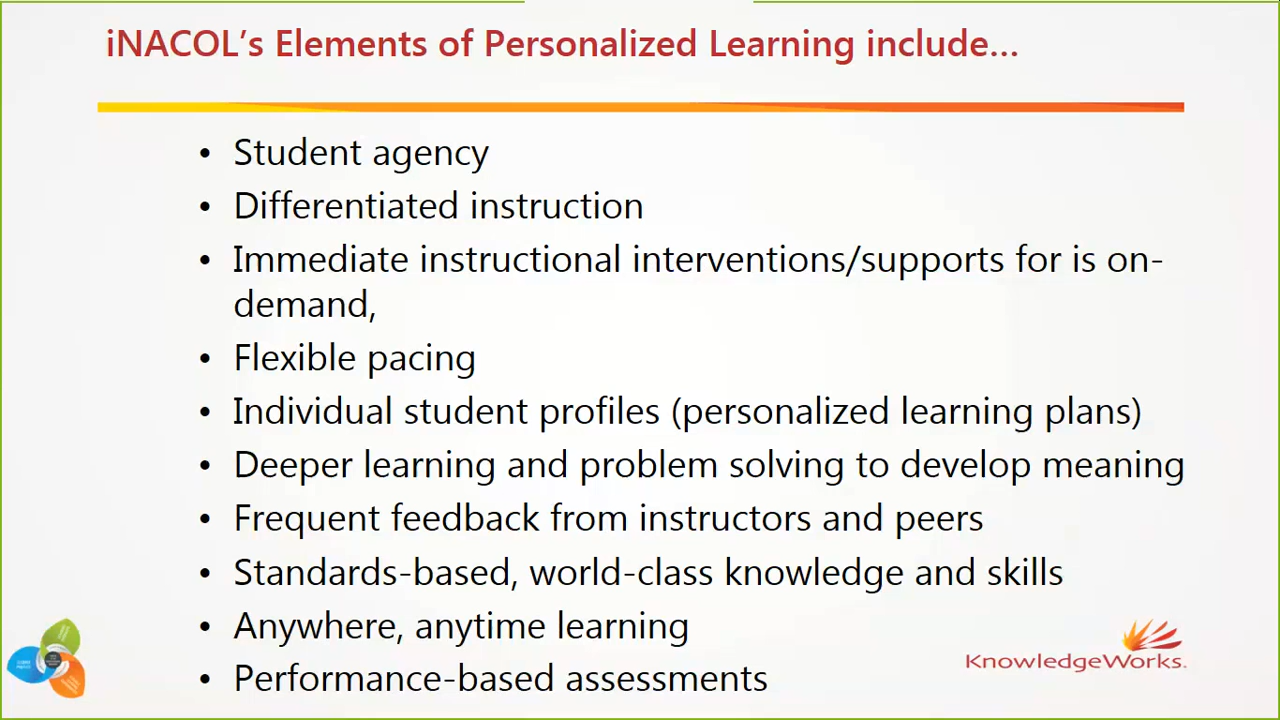 iNACOL's Elements of Personalized Learning include...
• Student agency
• Differentiated instruction
• Immediate instructional interventions/supports for is on-
demand,
• Flexible pacing
• Individual student profiles (personalized learning plans)
• Deeper learning and problem solving to develop meaning
• Frequent feedback from instructors and peers
• Standards-based, world-class knowledge and skills
• Anywhere, anytime learning
• Performance-based assessments
KnowledgeWorks.